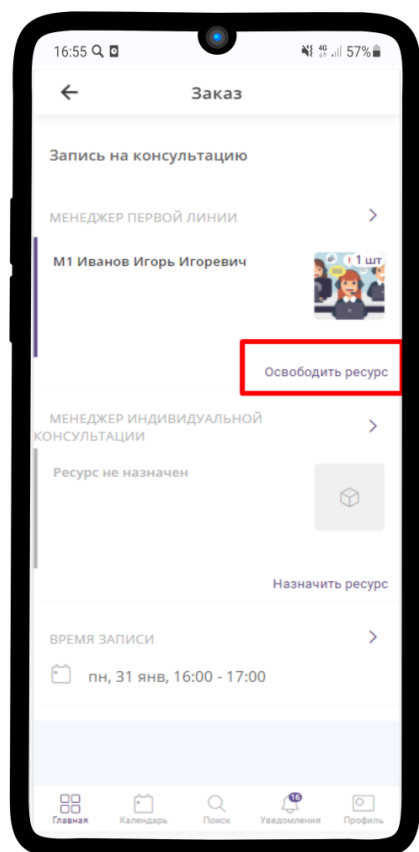 16:55
4G
57%
Заказ
Запись на консультацию
МЕНЕДЖЕР ПЕРВОЙ ЛИНИИ
М1 Иванов Игорь Игоревич
1 шт
Освободить ресурс
МЕНЕДЖЕР ИНДИВИДУАЛЬНОЙ
КОНСУЛЬТАЦИИ
Ресурс не назначен
Назначить ресурс
ВРЕМЯ ЗАПИСИ
пн, 31 янв, 16:00 - 17:00
16
Главная
Календарь
Поиск
Уведомления
Профиль